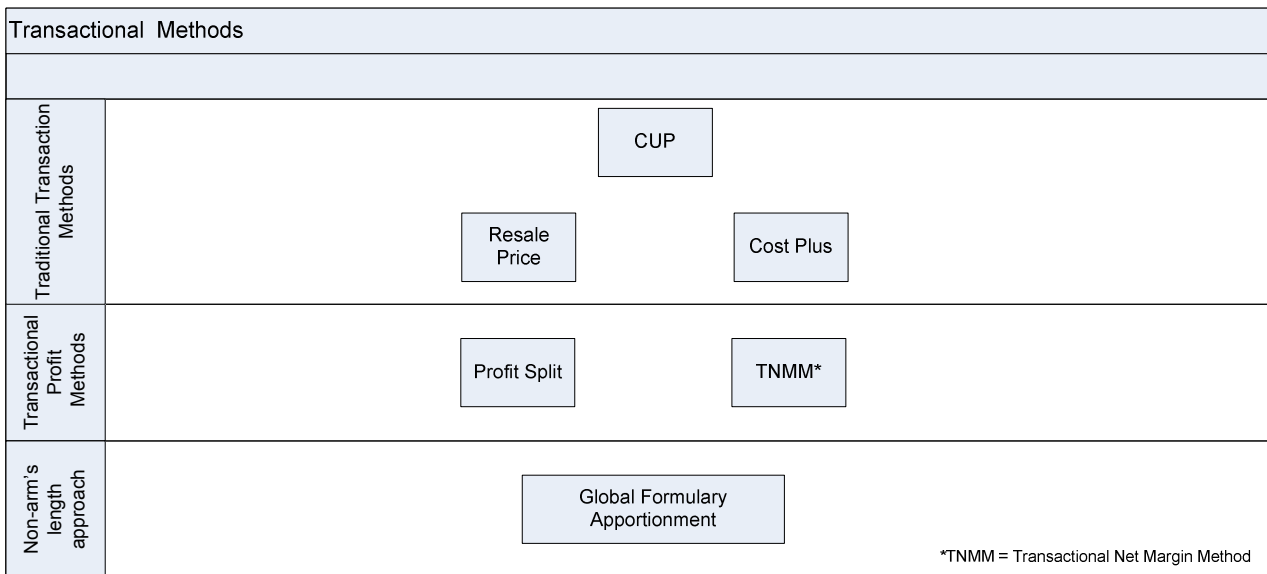 Transactional Methods
Traditional Transaction
Methods
CUP
Resale
Price
Cost Plus
Transactional
Profit
Methods
Profit Split
TNMM*
Non-arm's
length
approach
Global Formulary
Apportionment
*TNMM = Transactional Net Margin Method